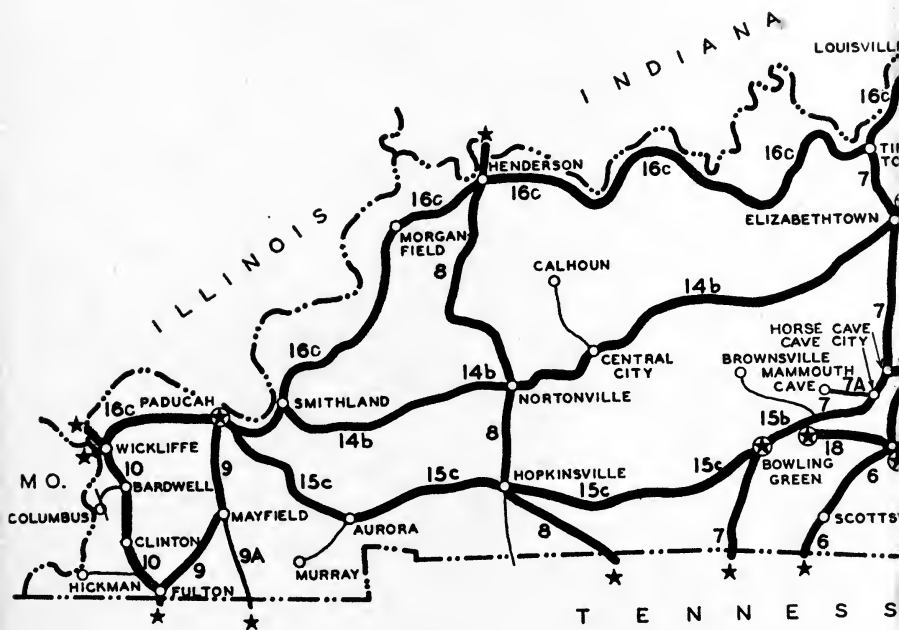 INDIANA
LOUISVILLE
16c
ILLINOIS
HENDERSON
16c
16c
16c
TI
TO
7
16c
MORGAN-
FIELD
8
ELIZABETHTOWN
CALHOUN
14b
7
16c
CENTRAL
CITY
HORSE CAVE
CAVE CITY
BROWNSVILLE
MAMMOUTH
CAVE
7A
7
PADUCAH
16c
SMITHLAND
14b
14b
NORTONVILLE
8
15b
18
BOWLING
GREEN
WICKLIFFE
10
9
MO.
BARDWELL
15c
15c
HOPKINSVILLE
15c
15c
6
COLUMBUS
MAYFIELD
AURORA
8
7
SCOTTS
6
CLINTON
10
9
9A
MURRAY
HICKMAN
FULTON
TENNESS